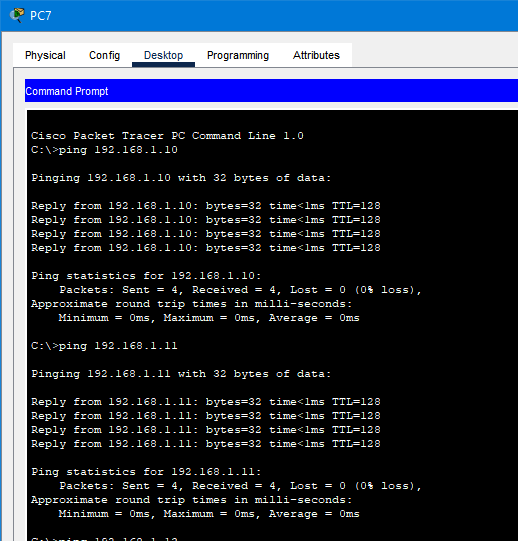 PC7
Physical Config Desktop Programming Attributes
Command Prompt
Cisco Packet Tracer PC Command Line 1.0
C:\>ping 192.168.1.10
Pinging 192.168.1.10 with 32 bytes of data:
Reply from 192.168.1.10: bytes=32 time<1ms TTL=128
Reply from 192.168.1.10: bytes=32 time<1ms TTL=128
Reply from 192.168.1.10: bytes=32 time<1ms TTL=128
Reply from 192.168.1.10: bytes=32 time<1ms TTL=128
Ping statistics for 192.168.1.10:
Packets: Sent = 4, Received = 4, Lost = 0 (0% loss),
Approximate round trip times in milli-seconds:
Minimum = 0ms, Maximum = 0ms, Average = 0ms
C:\>ping 192.168.1.11
Pinging 192.168.1.11 with 32 bytes of data:
Reply from 192.168.1.11: bytes=32 time<1ms TTL=128
Reply from 192.168.1.11: bytes=32 time<1ms TTL=128
Reply from 192.168.1.11: bytes=32 time<1ms TTL=128
Reply from 192.168.1.11: bytes=32 time<1ms TTL=128
Ping statistics for 192.168.1.11:
Packets: Sent = 4, Received = 4, Lost = 0 (0% loss),
Approximate round trip times in milli-seconds:
Minimum = 0ms, Maximum = 0ms, Average = 0ms
C:\>ping